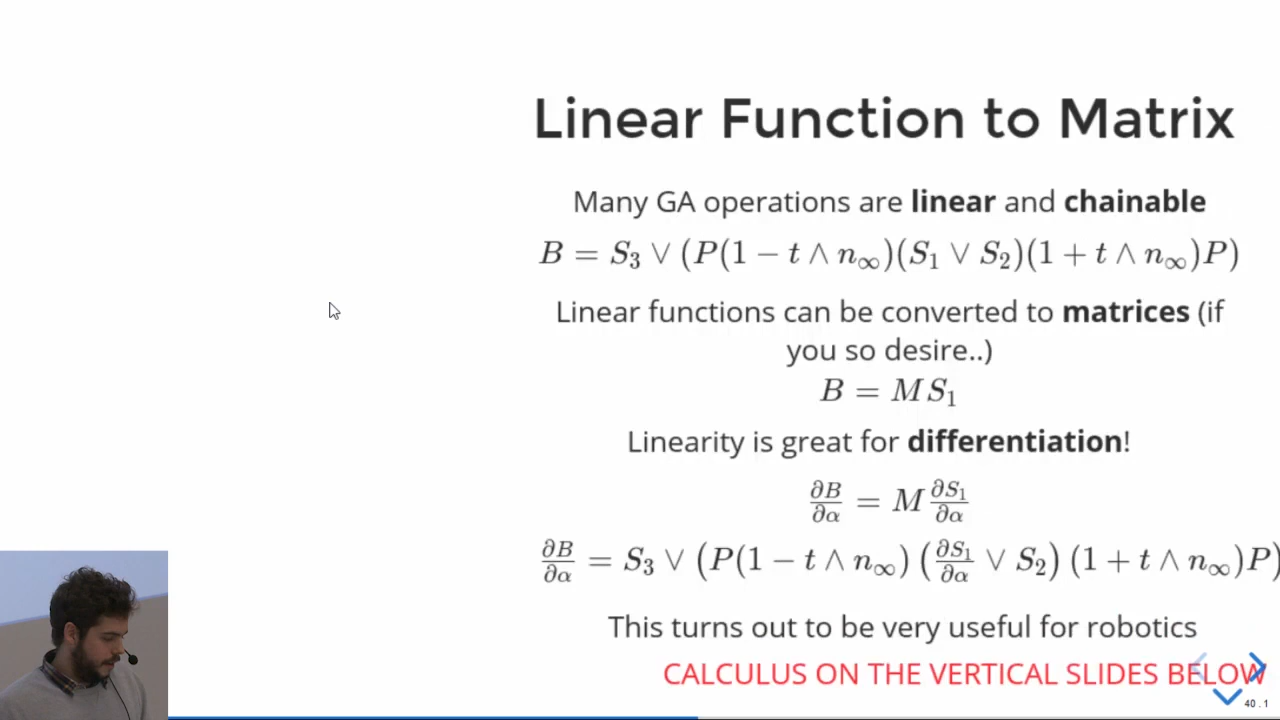 Linear Function to Matrix
Many GA operations are linear and chainable
B = S₃ ∨ (P(1 − t ∧ n∞)(S₁ ∨ S₂)(1 + t ∧ n∞)P)
Linear functions can be converted to matrices (if
you so desire..)
B = MS₁
Linearity is great for differentiation!
∂B/∂α = M ∂S₁/∂α
∂B/∂α = S₃ ∨ (P(1 − t ∧ n∞) (∂S₁/∂α ∨ S₂) (1 + t ∧ n∞)P)
This turns out to be very useful for robotics
CALCULUS ON THE VERTICAL SLIDES BELOW
40.1